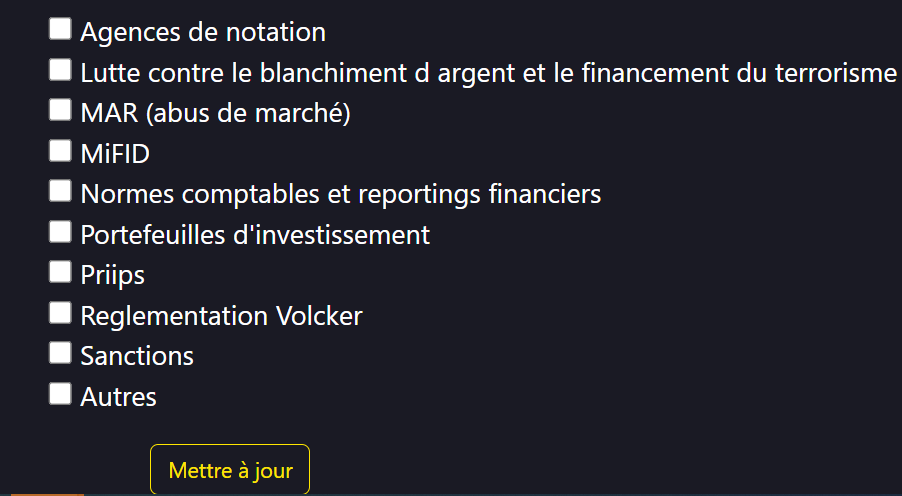 Agences de notation
Lutte contre le blanchiment d argent et le financement du terrorisme
MAR (abus de marché)
MiFID
Normes comptables et reportings financiers
Portefeuilles d'investissement
Priips
Reglementation Volcker
Sanctions
Autres
Mettre à jour